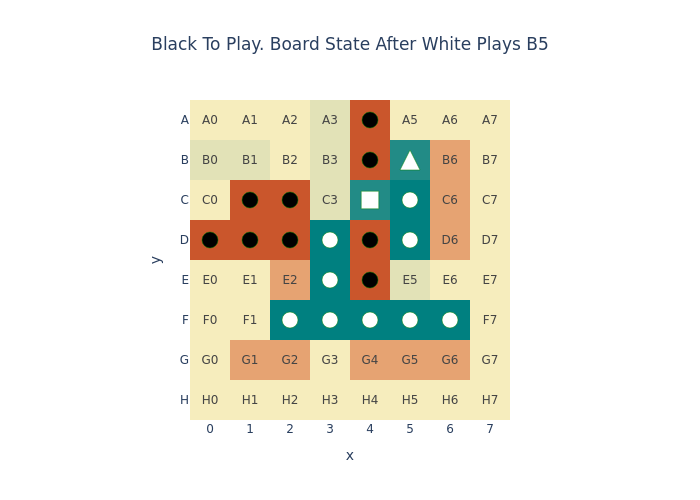 Black To Play. Board State After White Plays B5
A A0 A1 A2 A3 A5 A6 A7
B B0 B1 B2 B3 B6 B7
C C0 C3 C6 C7
D D6 D7
y
E E0 E1 E2 E5 E6 E7
F F0 F1 F7
G G0 G1 G2 G3 G4 G5 G6 G7
H H0 H1 H2 H3 H4 H5 H6 H7
0 1 2 3 4 5 6 7
x